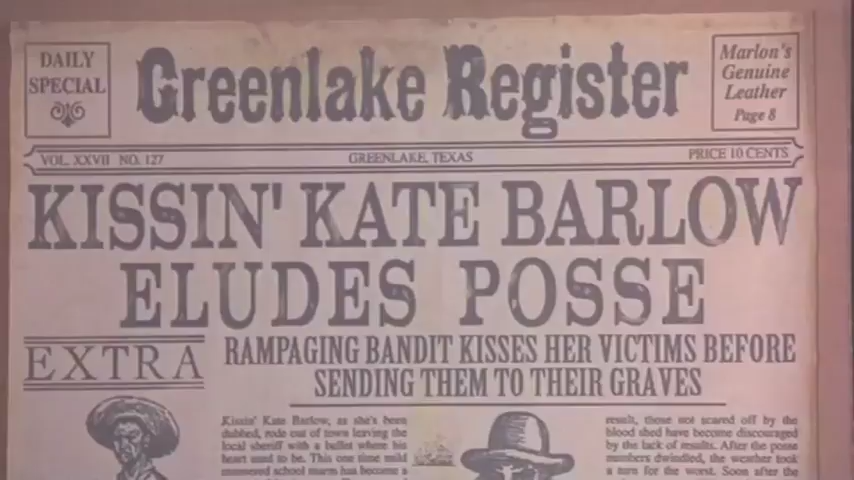 DAILY
SPECIAL
Greenlake Register
Marlon's
Genuine
Leather
Page 8
VOL. XXVII NO. 127
GREENLAKE, TEXAS
PRICE 10 CENTS
KISSIN' KATE BARLOW
ELUDES POSSE
EXTRA
RAMPAGING BANDIT KISSES HER VICTIMS BEFORE
SENDING THEM TO THEIR GRAVES
Kissin' Kate Barlow, as she's been
dubbed, rode out of town leaving the
local sheriff with a bullet where his
heart used to be. This one time mild
mannered school marm has become a
result, those not scared off by the
blood shed have become discouraged
by the lack of results. After the posse
numbers dwindled, the weather took
a turn for the worst. Soon after the